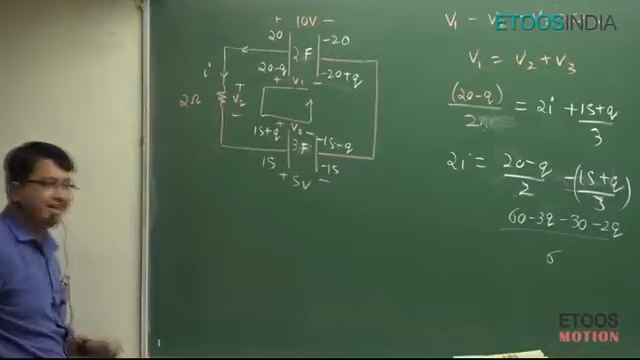 + 10V −
20 −20
2F
20-q −20+q
+ V₁ −
i
2Ω
+
V₂
−
+ V₃ −
15+q −15-q
3F
15 −15
+ 5V −
V₁ −
ETOOSINDIA
V₁ = V₂ + V₃
(20-q)/2 = 2i + (15+q)/3
2i = (20-q)/2 − (15+q)/3
60-3q-30-2q
6
ETOOS
MOTION